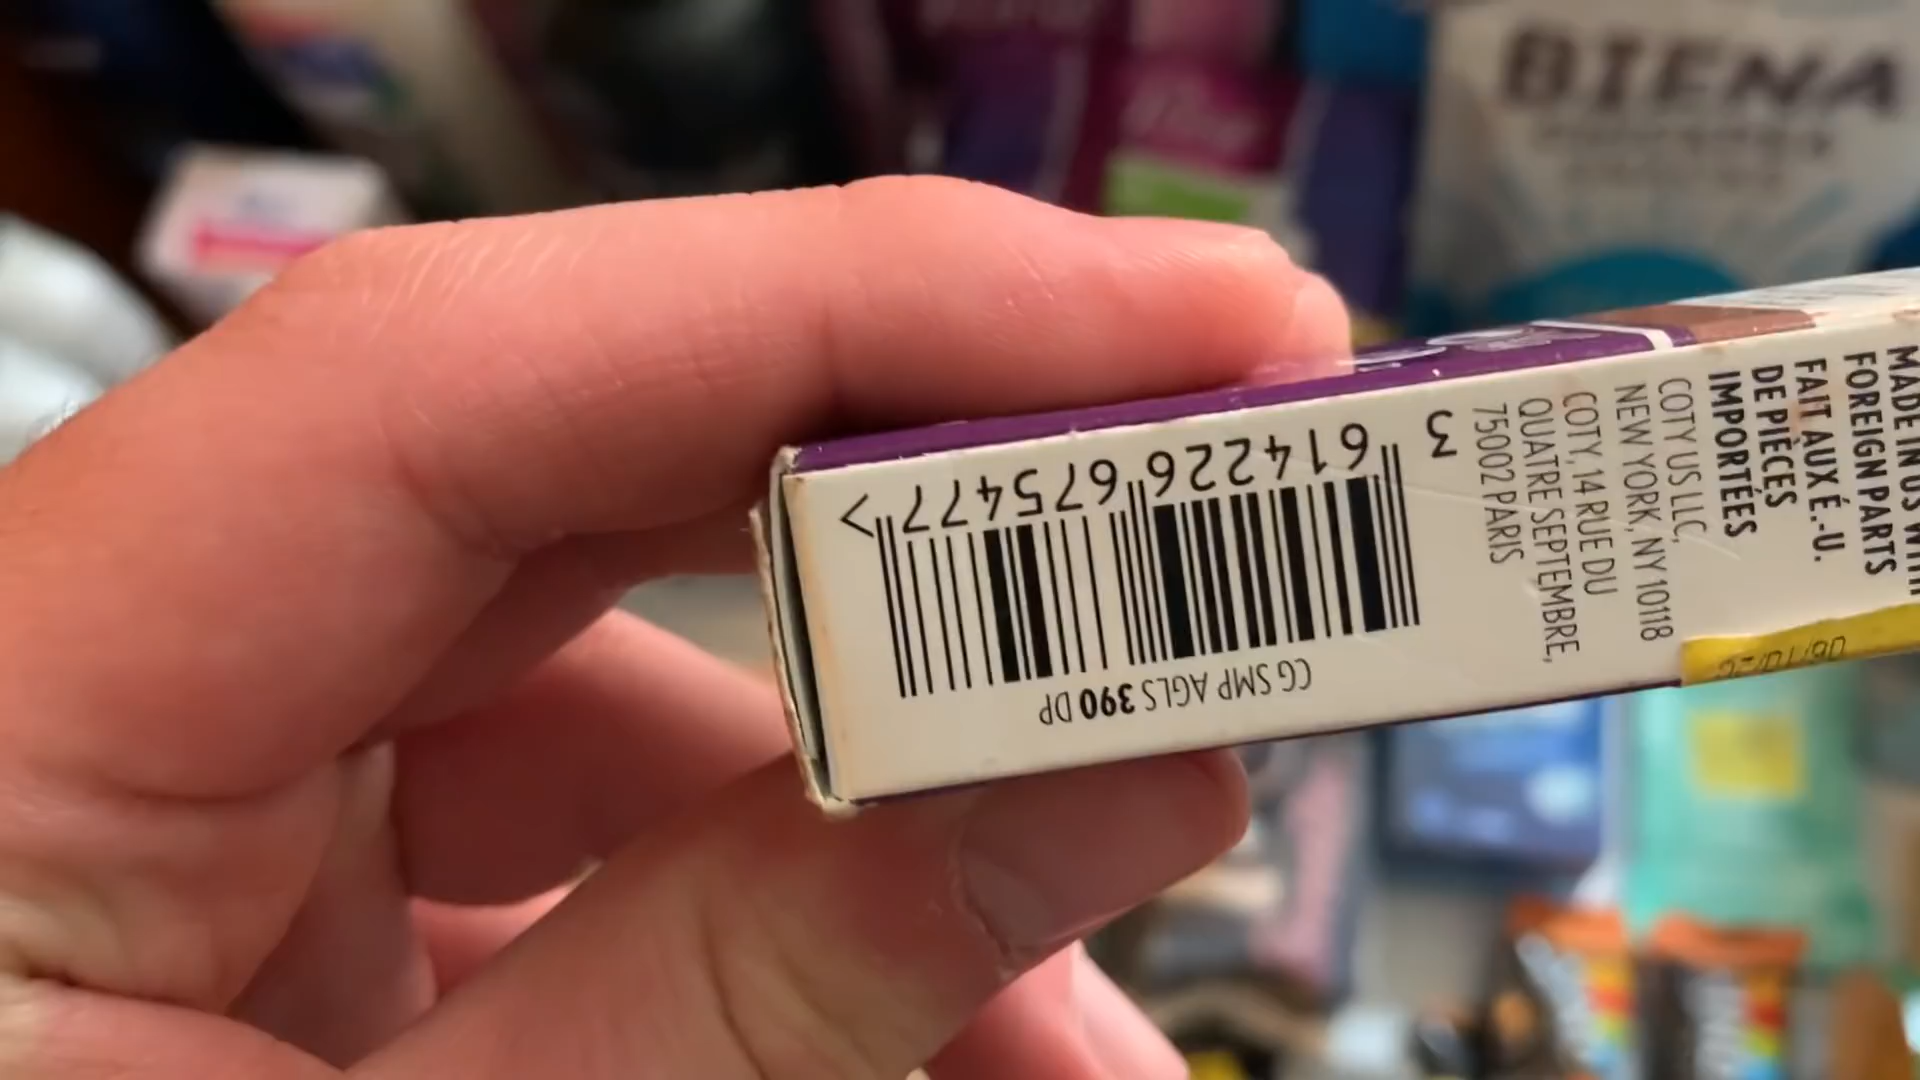 BIENA
3 614226 675477 >
CG SMP AGLS 390 DP
MADE IN US WITH
FOREIGN PARTS
FAIT AUX É.-U.
DE PIÈCES
IMPORTÉES
COTY US LLC,
NEW YORK, NY 10118
COTY, 14 RUE DU
QUATRE SEPTEMBRE,
75002 PARIS